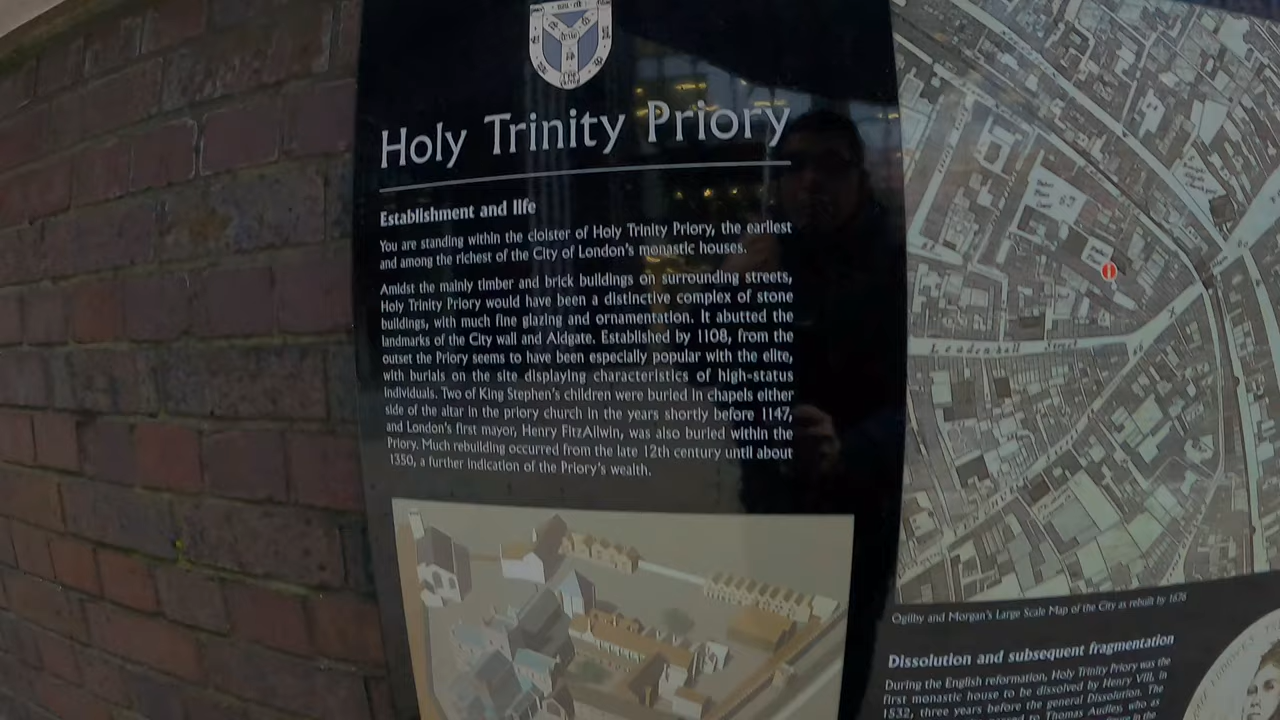 Holy Trinity Priory
Establishment and life
You are standing within the cloister of Holy Trinity Priory, the earliest
and among the richest of the City of London's monastic houses.
Amidst the mainly timber and brick buildings on surrounding streets,
Holy Trinity Priory would have been a distinctive complex of stone
buildings, with much fine glazing and ornamentation. It abutted the
landmarks of the City wall and Aldgate. Established by 1108, from the
outset the Priory seems to have been especially popular with the elite,
with burials on the site displaying characteristics of high-status
individuals. Two of King Stephen's children were buried in chapels either
side of the altar in the priory church in the years shortly before 1147,
and London's first mayor, Henry FitzAilwin, was also buried within the
Priory. Much rebuilding occurred from the late 12th century until about
1350, a further indication of the Priory's wealth.
Leadenhall Street
Ogilby and Morgan's Large Scale Map of the City as rebuilt by 1676
Dissolution and subsequent fragmentation
During the English reformation, Holy Trinity Priory was the
first monastic house to be dissolved by Henry VIII, in
1532, three years before the general Dissolution. The
to Thomas Audley, who as
in the